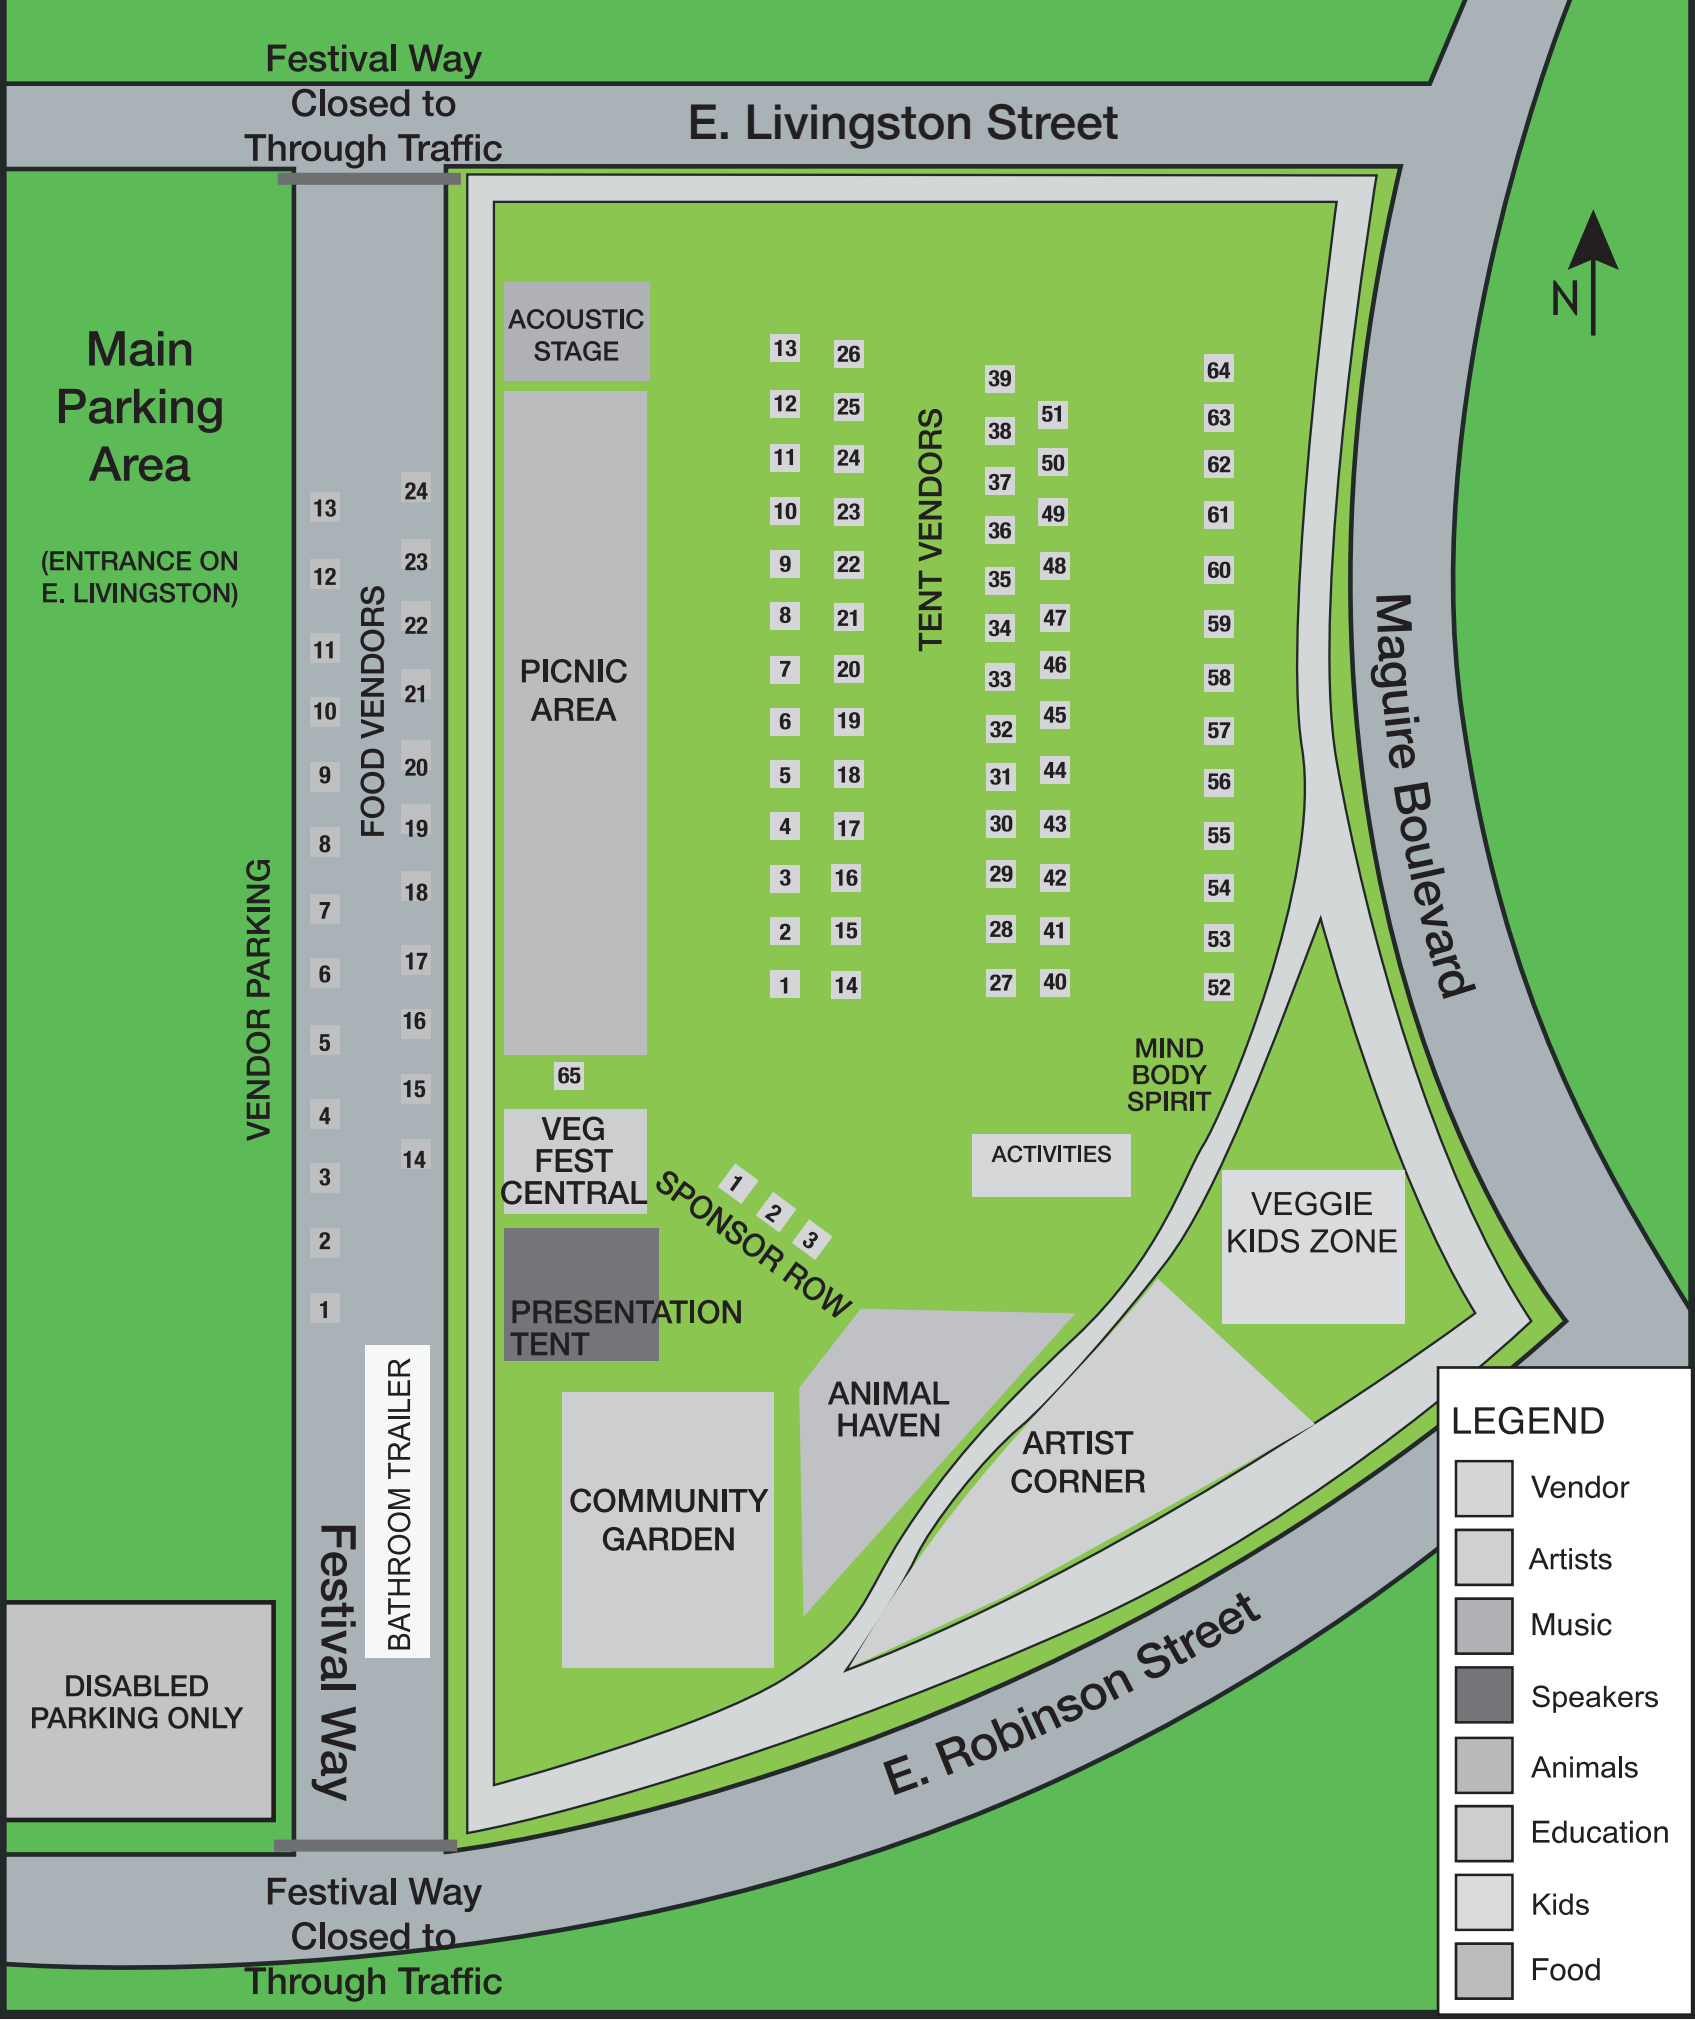 Festival Way
Closed to
Through Traffic
E. Livingston Street
N
Main
Parking
Area
(ENTRANCE ON
E. LIVINGSTON)
VENDOR PARKING
13
12
11
10
9
8
7
6
5
4
3
2
1
FOOD VENDORS
24
23
22
21
20
19
18
17
16
15
14
BATHROOM TRAILER
Festival Way
DISABLED
PARKING ONLY
ACOUSTIC
STAGE
PICNIC
AREA
65
VEG
FEST
CENTRAL
PRESENTATION
TENT
SPONSOR ROW
1
2
3
13
12
11
10
9
8
7
6
5
4
3
2
1
26
25
24
23
22
21
20
19
18
17
16
15
14
TENT VENDORS
39
38
37
36
35
34
33
32
31
30
29
28
27
51
50
49
48
47
46
45
44
43
42
41
40
64
63
62
61
60
59
58
57
56
55
54
53
52
MIND
BODY
SPIRIT
ACTIVITIES
VEGGIE
KIDS ZONE
ANIMAL
HAVEN
ARTIST
CORNER
COMMUNITY
GARDEN
Maguire Boulevard
E. Robinson Street
Festival Way
Closed to
Through Traffic
LEGEND
Vendor
Artists
Music
Speakers
Animals
Education
Kids
Food